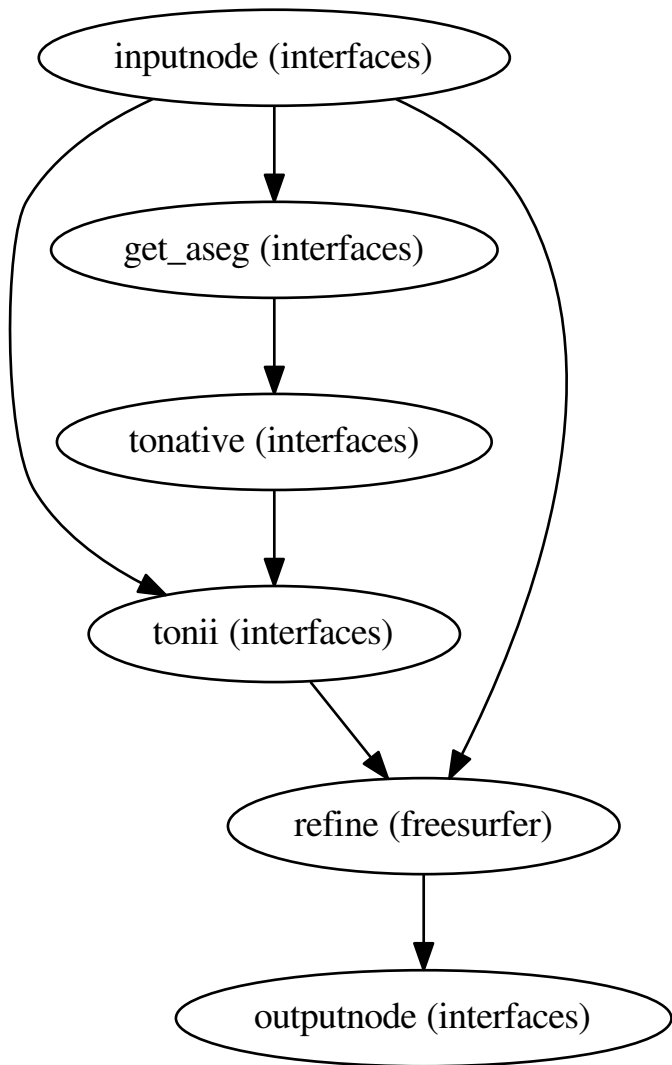 inputnode (interfaces)
get_aseg (interfaces)
tonative (interfaces)
tonii (interfaces)
refine (freesurfer)
outputnode (interfaces)